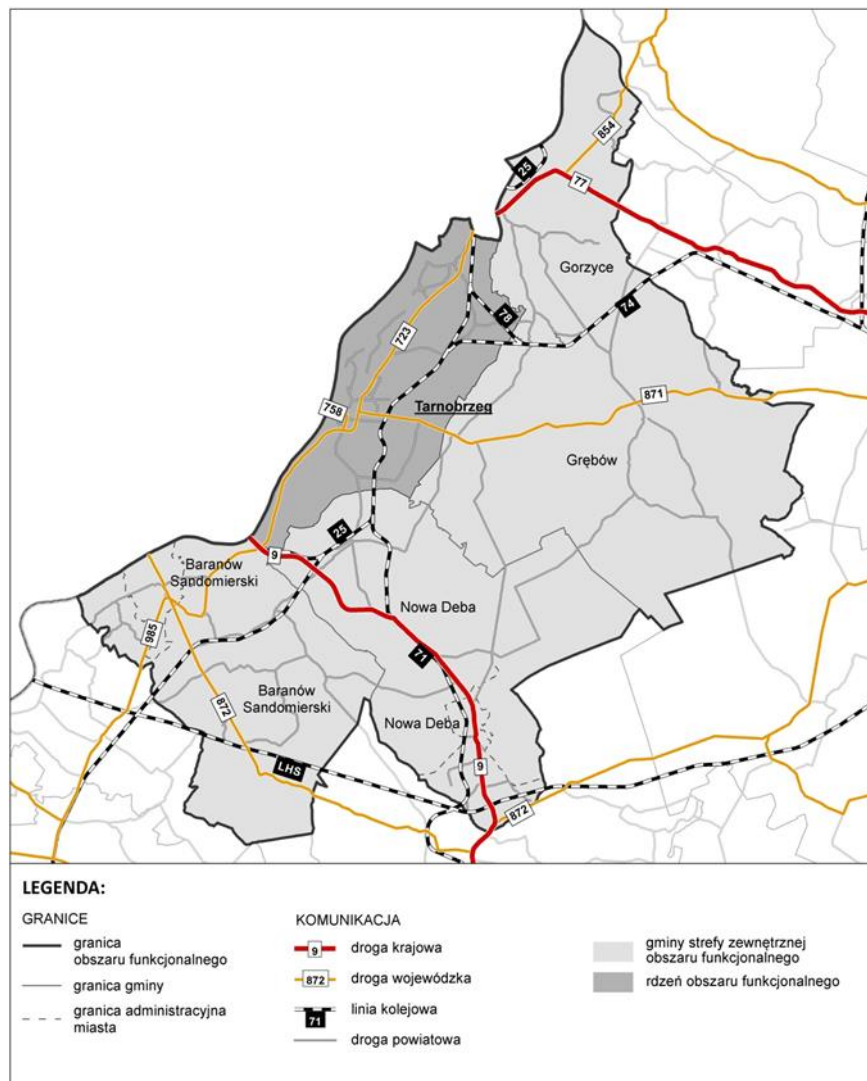 854
25
77
Gorzyce
74
78
723
Tarnobrzeg
758
871
Grębów
25
9
Baranów
Sandomierski
Nowa Deba
985
71
Baranów
Sandomierski
872
Nowa Deba
9
LHS
872
LEGENDA:
GRANICE
granica
obszaru funkcjonalnego
granica gminy
granica administracyjna
miasta
KOMUNIKACJA
9 droga krajowa
872 droga wojewódzka
linia kolejowa
71
droga powiatowa
gminy strefy zewnętrznej
obszaru funkcjonalnego
rdzeń obszaru funkcjonalnego